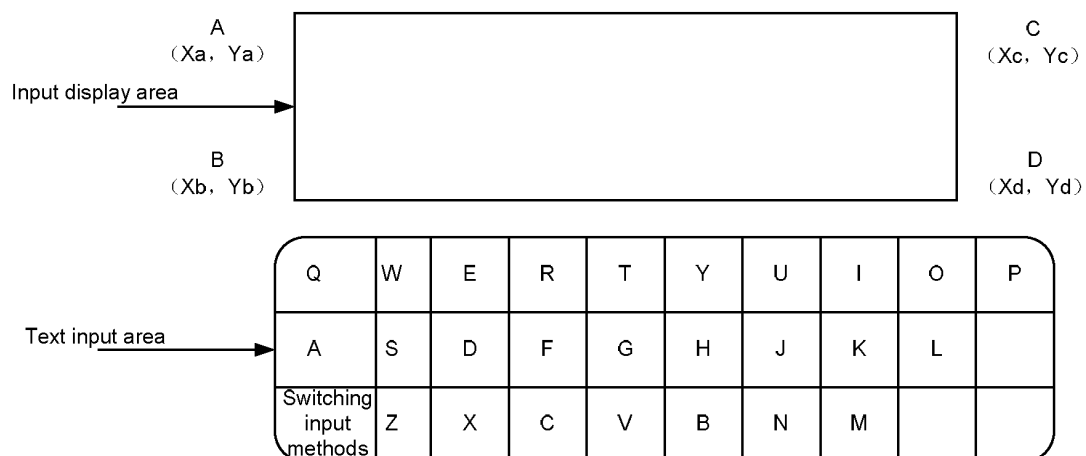 A
（Xa，Ya）
C
（Xc，Yc）
Input display area
B
（Xb，Yb）
D
（Xd，Yd）
Q W E R T Y U I O P
Text input area
A S D F G H J K L
Switching
input
methods
Z X C V B N M